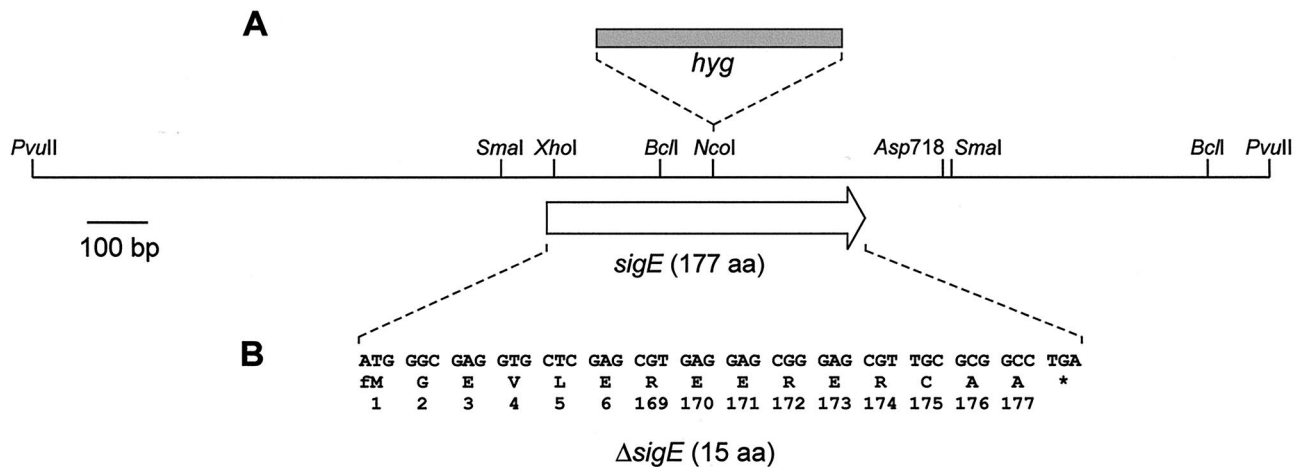 A
hyg
PvuII SmaI XhoI BclI NcoI Asp718 SmaI BclI PvuII
100 bp
sigE (177 aa)
B
ATG GGC GAG GTG CTC GAG CGT GAG GAG CGG GAG CGT TGC GCG GCC TGA
fM G E V L E R E E R E R C A A *
1 2 3 4 5 6 169 170 171 172 173 174 175 176 177
ΔsigE (15 aa)